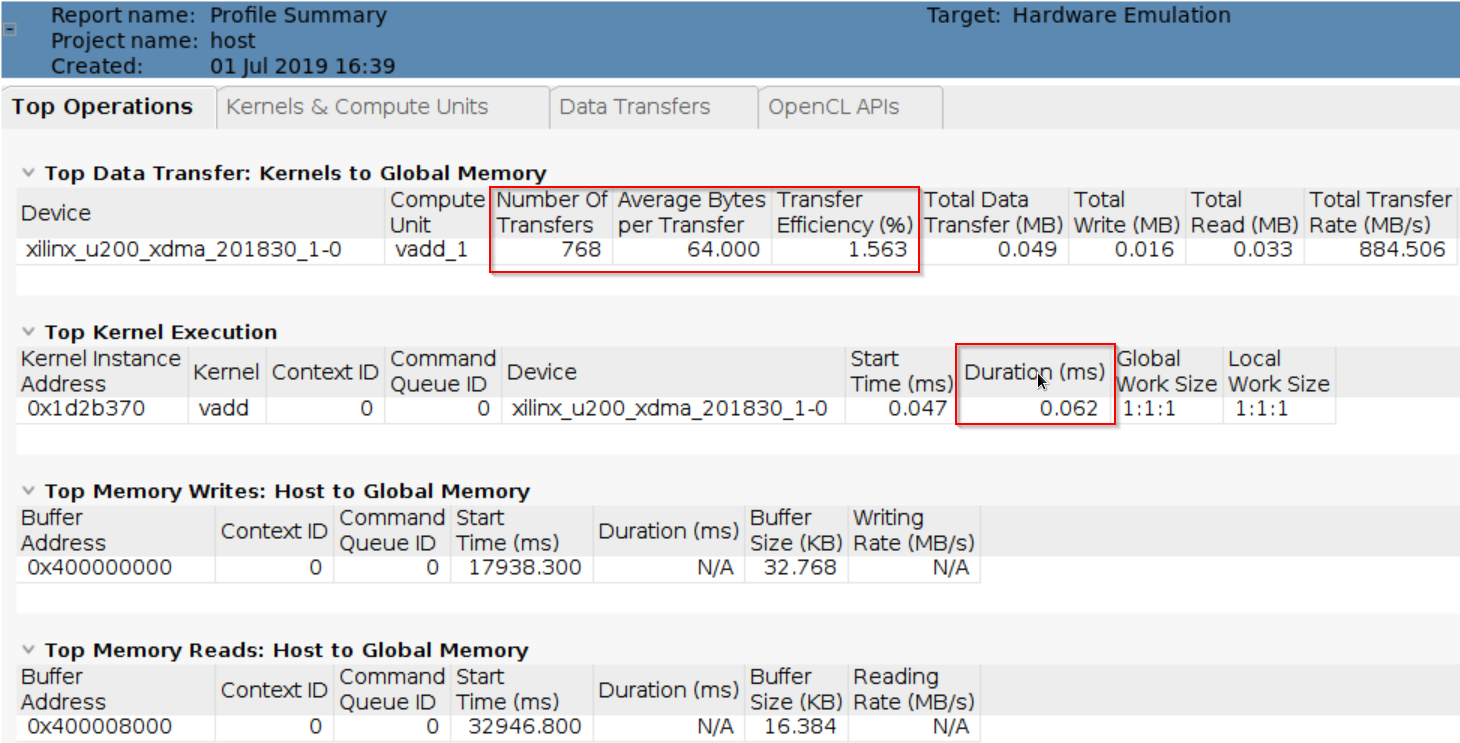 Report name: Profile Summary Target: Hardware Emulation
Project name: host
Created: 01 Jul 2019 16:39
Top Operations Kernels & Compute Units Data Transfers OpenCL APIs
Top Data Transfer: Kernels to Global Memory
Device Compute Unit Number Of Transfers Average Bytes per Transfer Transfer Efficiency (%) Total Data Transfer (MB) Total Write (MB) Total Read (MB) Total Transfer Rate (MB/s)
xilinx_u200_xdma_201830_1-0 vadd_1 768 64.000 1.563 0.049 0.016 0.033 884.506
Top Kernel Execution
Kernel Instance Address Kernel Context ID Command Queue ID Device Start Time (ms) Duration (ms) Global Work Size Local Work Size
0x1d2b370 vadd 0 0 xilinx_u200_xdma_201830_1-0 0.047 0.062 1:1:1 1:1:1
Top Memory Writes: Host to Global Memory
Buffer Address Context ID Command Queue ID Start Time (ms) Duration (ms) Buffer Size (KB) Writing Rate (MB/s)
0x400000000 0 0 17938.300 N/A 32.768 N/A
Top Memory Reads: Host to Global Memory
Buffer Address Context ID Command Queue ID Start Time (ms) Duration (ms) Buffer Size (KB) Reading Rate (MB/s)
0x400008000 0 0 32946.800 N/A 16.384 N/A